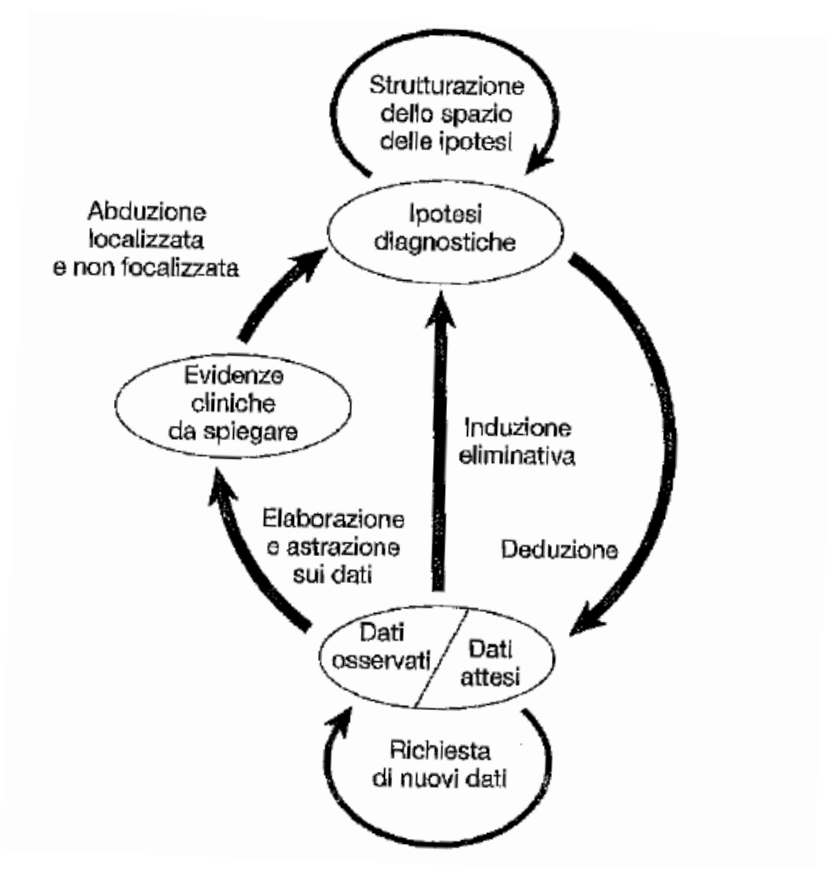 Strutturazione
dello spazio
delle ipotesi
Ipotesi
diagnostiche
Abduzione
localizzata
e non focalizzata
Evidenze
cliniche
da spiegare
Induzione
eliminativa
Elaborazione
e astrazione
sui dati
Deduzione
Dati
osservati
Dati
attesi
Richiesta
di nuovi dati